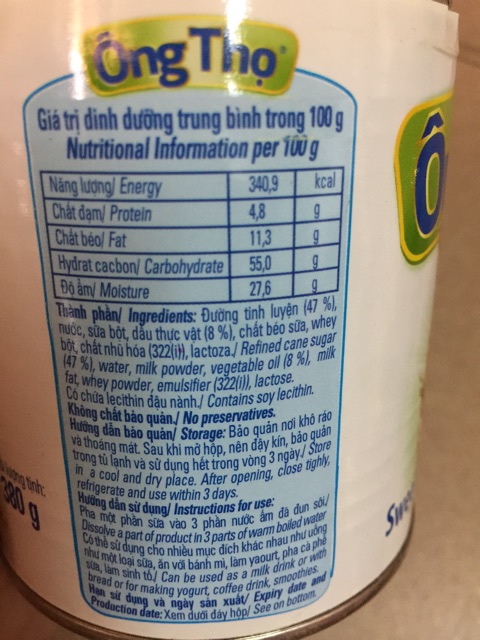 Ông Thọ
Giá trị dinh dưỡng trung bình trong 100 g
Nutritional Information per 100 g
Năng lượng/ Energy 340,9 kcal
Chất đạm/ Protein 4,8 g
Chất béo/ Fat 11,3 g
Hydrat cacbon/ Carbohydrate 55,0 g
Độ ẩm/ Moisture 27,6 g
Thành phần/ Ingredients: Đường tinh luyện (47 %),
nước, sữa bột, dầu thực vật (8 %), chất béo sữa, whey
bột, chất nhũ hóa (322(i)), lactoza./ Refined cane sugar
(47 %), water, milk powder, vegetable oil (8 %), milk
fat, whey powder, emulsifier (322(i)), lactose.
Có chứa lecithin đậu nành./ Contains soy lecithin.
Không chất bảo quản./ No preservatives.
Hướng dẫn bảo quản/ Storage: Bảo quản nơi khô ráo
và thoáng mát. Sau khi mở hộp, nên đậy kín, bảo quản
trong tủ lạnh và sử dụng hết trong vòng 3 ngày./ Store
in a cool and dry place. After opening, close tightly,
refrigerate and use within 3 days.
Hướng dẫn sử dụng/ Instructions for use:
Pha một phần sữa vào 3 phần nước ấm đã đun sôi/
Dissolve a part of product in 3 parts of warm boiled water
Có thể sử dụng cho nhiều mục đích khác nhau như uống
như một loại sữa, ăn với bánh mì, làm yaourt, pha cà phê
sữa, làm sinh tố./ Can be used as a milk drink or with
bread or for making yogurt, coffee drink, smoothies.
Hạn sử dụng và ngày sản xuất/ Expiry date and
Production date: Xem dưới đáy hộp/ See on bottom.
tịnh:
380 g
Ô
Swe